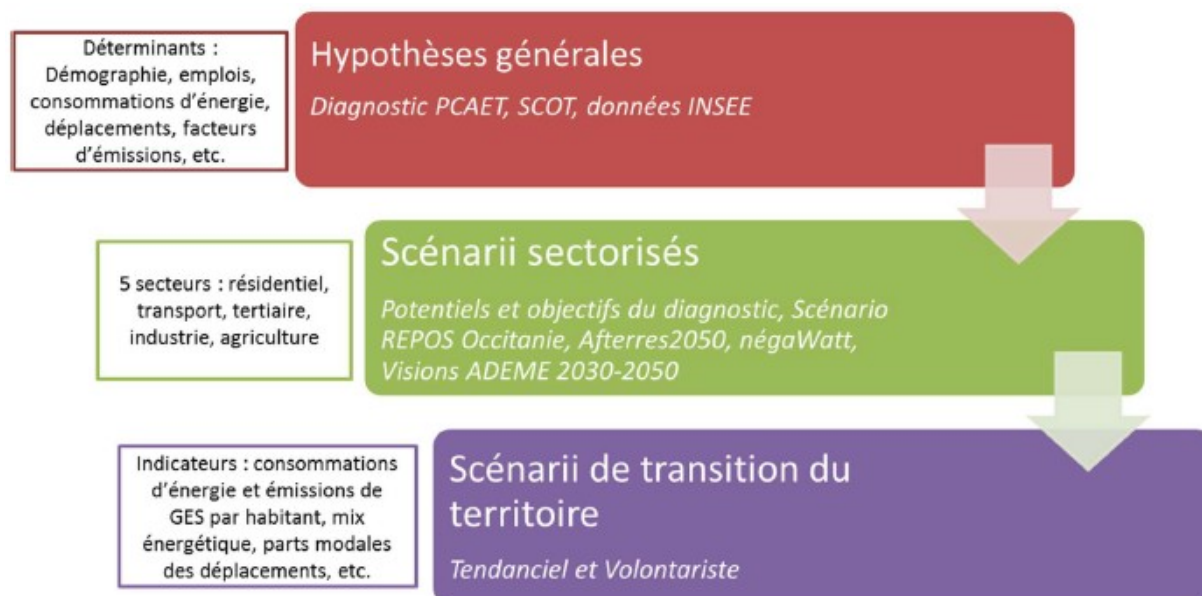 Déterminants :
Démographie, emplois,
consommations d'énergie,
déplacements, facteurs
d'émissions, etc.
Hypothèses générales
Diagnostic PCAET, SCOT, données INSEE
5 secteurs : résidentiel,
transport, tertiaire,
industrie, agriculture
Scénarii sectorisés
Potentiels et objectifs du diagnostic, Scénario
REPOS Occitanie, Afterres2050, négaWatt,
Visions ADEME 2030-2050
Indicateurs : consommations
d'énergie et émissions de
GES par habitant, mix
énergétique, parts modales
des déplacements, etc.
Scénarii de transition du
territoire
Tendanciel et Volontariste